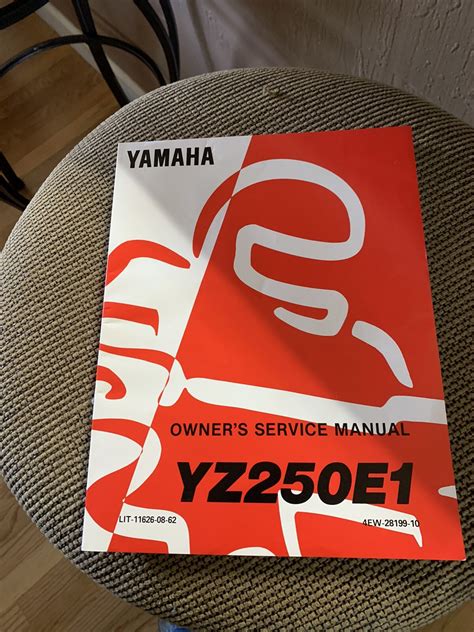 YAMAHA
OWNER'S SERVICE MANUAL
YZ250E1
LIT-11626-08-62 4EW-28199-10